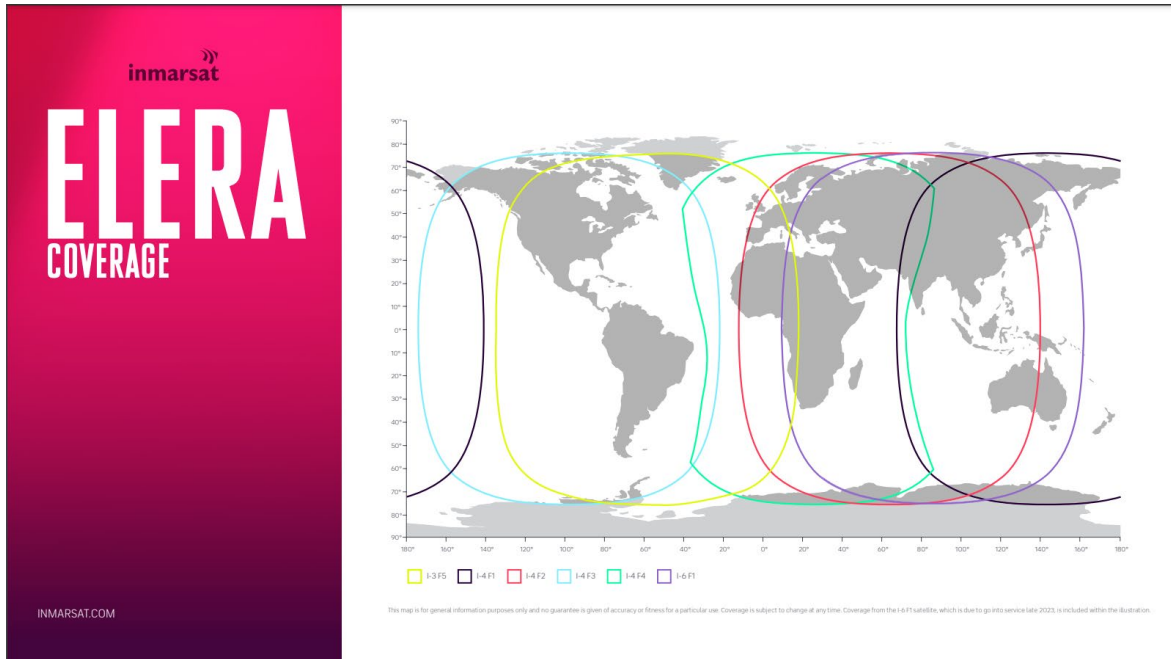 inmarsat
ELERA
COVERAGE
INMARSAT.COM
90°
80°
70°
60°
50°
40°
30°
20°
10°
0°
10°
20°
30°
40°
50°
60°
70°
80°
90°
180° 160° 140° 120° 100° 80° 60° 40° 20° 0° 20° 40° 60° 80° 100° 120° 140° 160° 180°
I-3 F5 I-4 F1 I-4 F2 I-4 F3 I-4 F4 I-6 F1
This map is for general information purposes only and no guarantee is given of accuracy or fitness for a particular use. Coverage is subject to change at any time. Coverage from the I-6 F1 satellite, which is due to go into service late 2023, is included within the illustration.